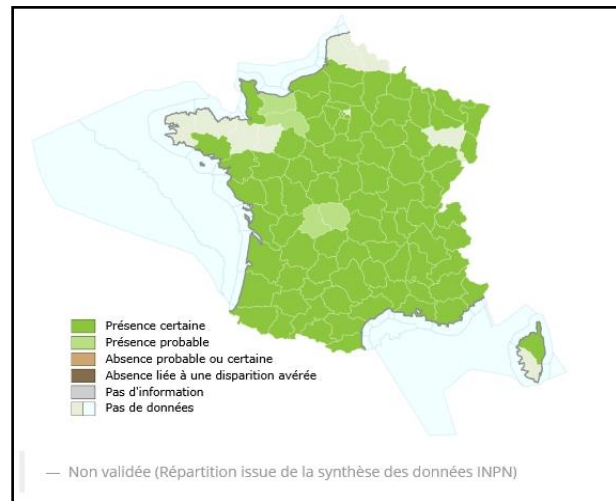 Présence certaine
Présence probable
Absence probable ou certaine
Absence liée à une disparition avérée
Pas d'information
Pas de données
— Non validée (Répartition issue de la synthèse des données INPN)